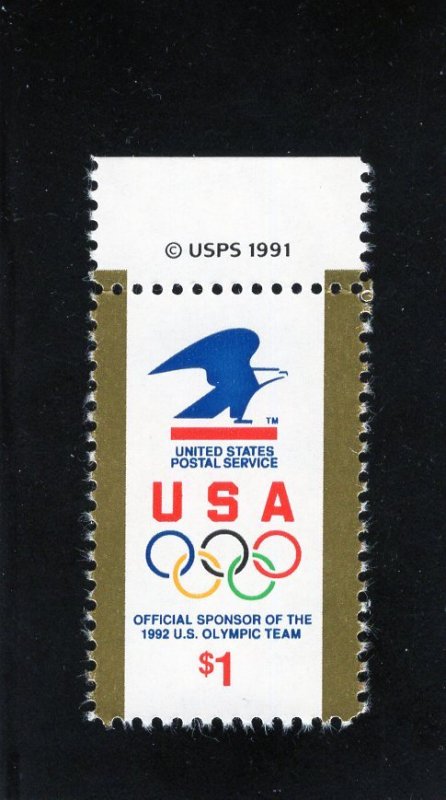 © USPS 1991
TM
UNITED STATES
POSTAL SERVICE
USA
OFFICIAL SPONSOR OF THE
1992 U.S. OLYMPIC TEAM
$1